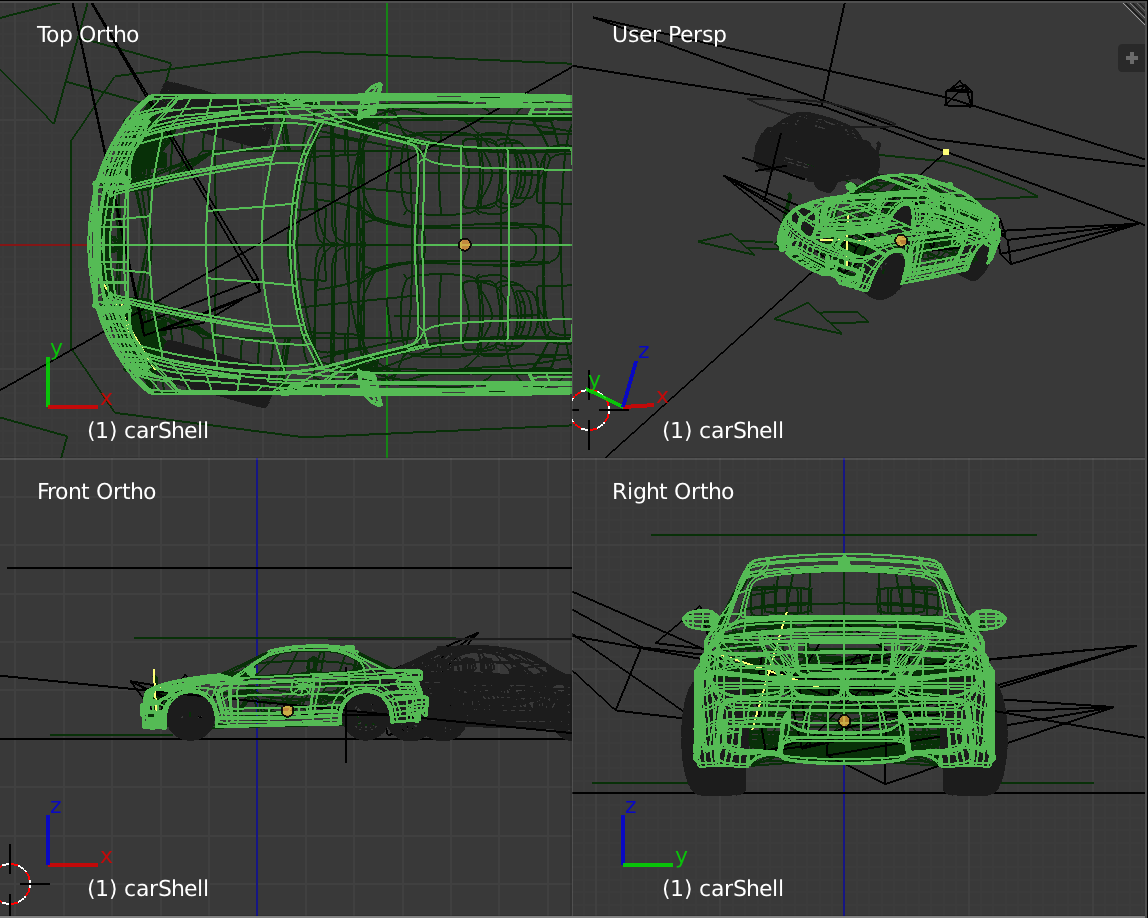 Top Ortho
User Persp
y
x
(1) carShell
z
y
x
(1) carShell
Front Ortho
Right Ortho
z
x
(1) carShell
z
y
(1) carShell